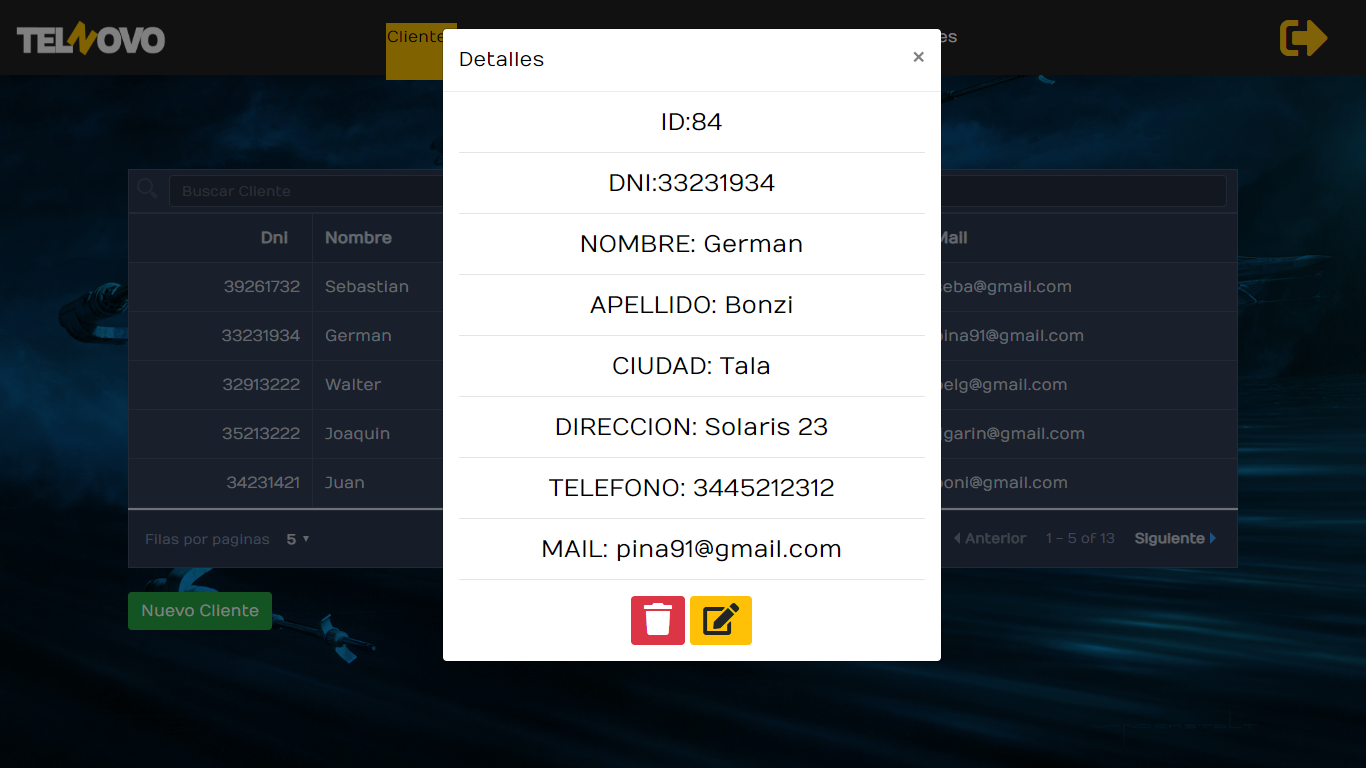 TELNOVO
Cliente
es
Detalles
×
ID:84
DNI:33231934
NOMBRE: German
APELLIDO: Bonzi
CIUDAD: Tala
DIRECCION: Solaris 23
TELEFONO: 3445212312
MAIL: pina91@gmail.com
Buscar Cliente
Dni Nombre Mail
39261732 Sebastian eba@gmail.com
33231934 German ina91@gmail.com
32913222 Walter elg@gmail.com
35213222 Joaquin garin@gmail.com
34231421 Juan oni@gmail.com
Filas por paginas 5 Anterior 1 - 5 of 13 Siguiente
Nuevo Cliente